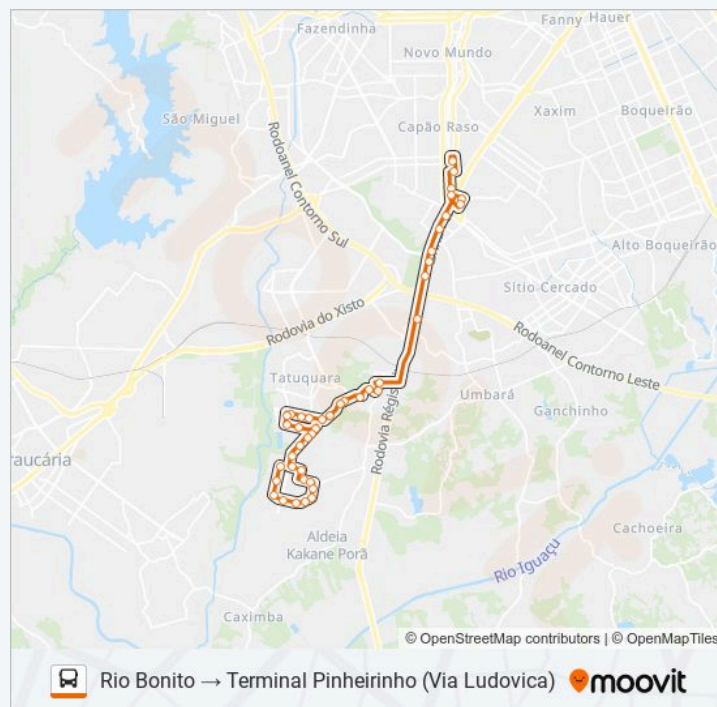 Fanny
Hauer
Fazendinha
Novo Mundo
Xaxim
Boqueirão
São Miguel
Capão Raso
Rodoanel Contorno Sul
Alto Boqueirão
Sítio Cercado
Rodovia do Xisto
Rodoanel Contorno Leste
Tatuquara
Umbará
Ganchinho
Rodovia Régis
araucária
Aldeia
Kakane Porã
Cachoeira
Rio Iguaçu
Caximba
© OpenStreetMap contributors | © OpenMapTiles
Rio Bonito → Terminal Pinheirinho (Via Ludovica) moovit